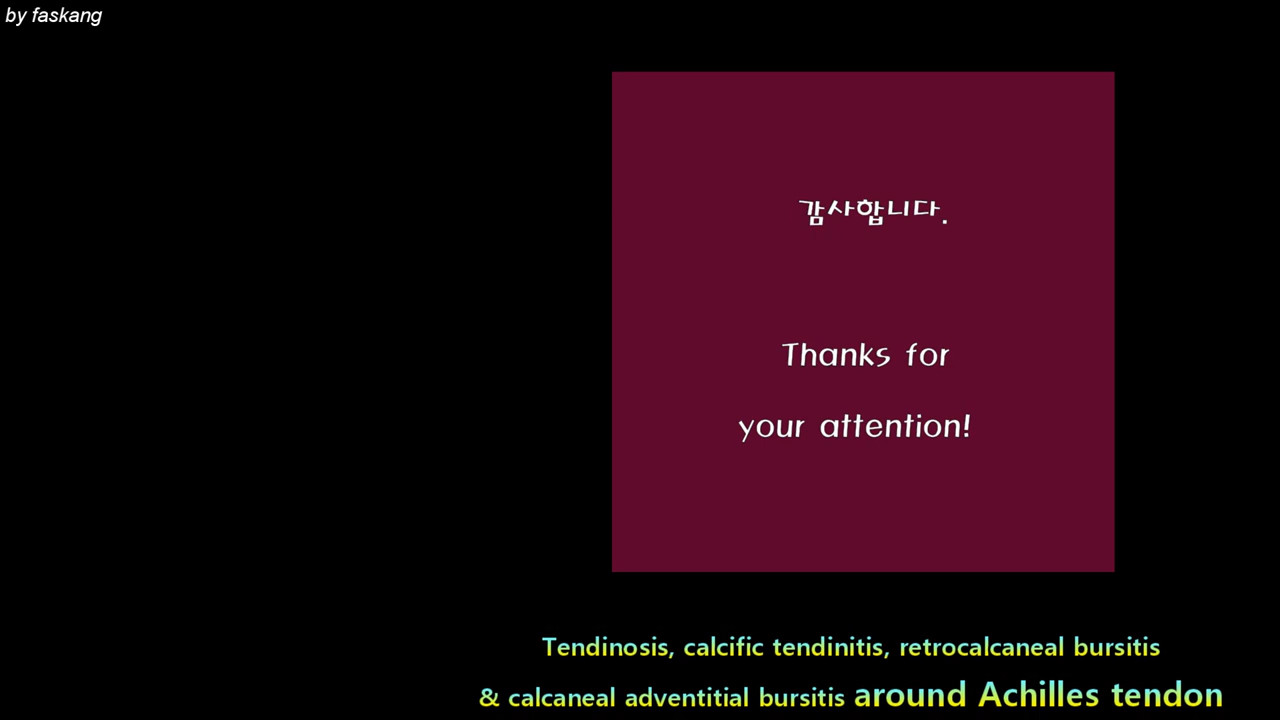 by faskang
감사합니다.
Thanks for
your attention!
Tendinosis, calcific tendinitis, retrocalcaneal bursitis
& calcaneal adventitial bursitis around Achilles tendon